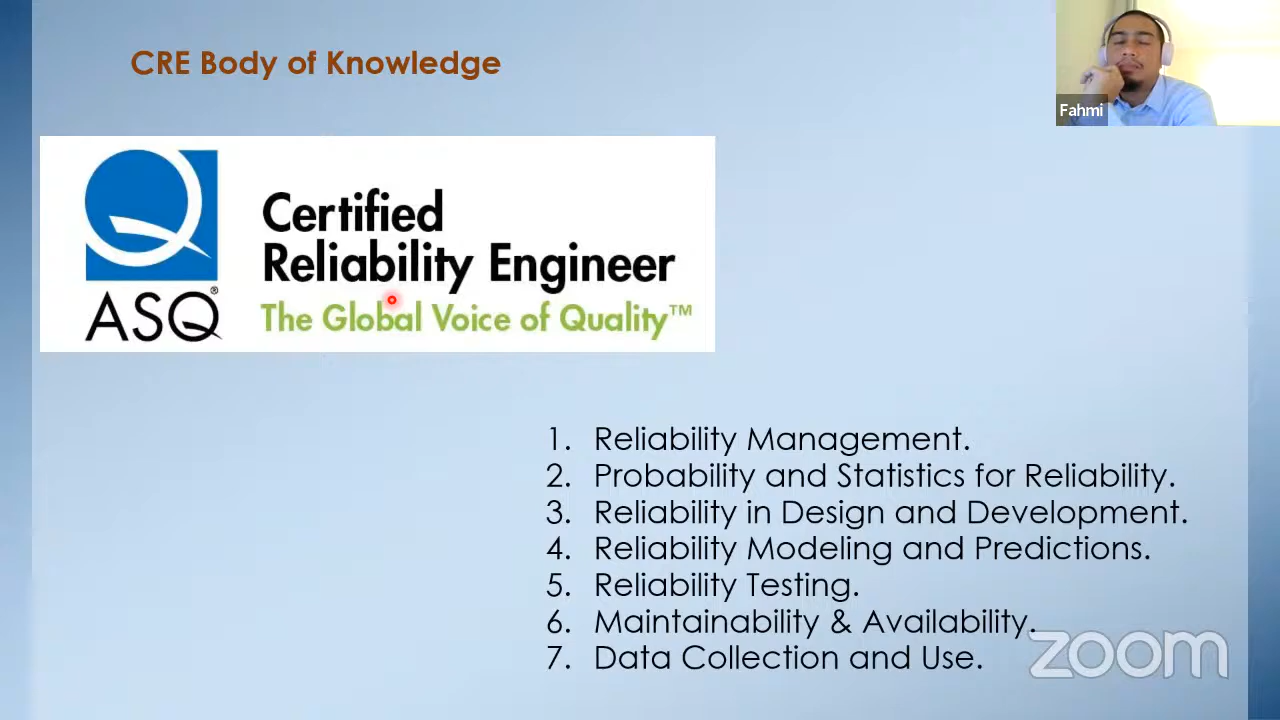 CRE Body of Knowledge
Fahmi
Certified
Reliability Engineer
ASQ®
The Global Voice of Quality™
1. Reliability Management.
2. Probability and Statistics for Reliability.
3. Reliability in Design and Development.
4. Reliability Modeling and Predictions.
5. Reliability Testing.
6. Maintainability & Availability.
7. Data Collection and Use.
zoom